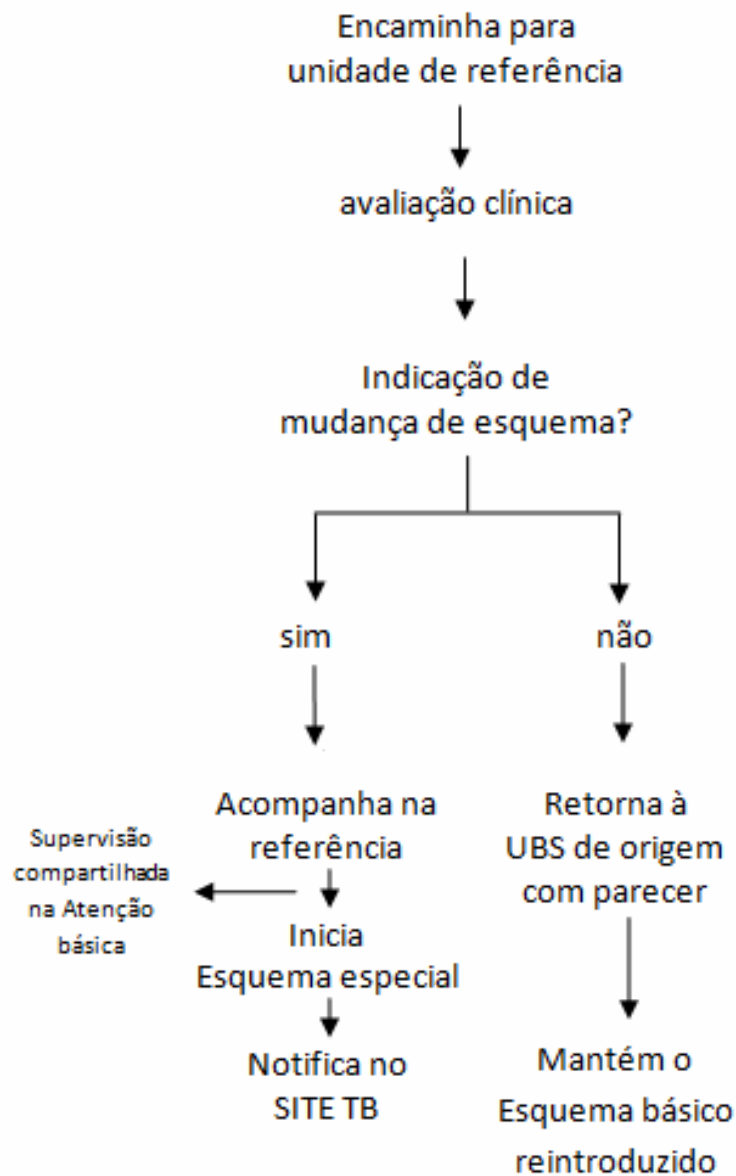 Encaminha para
unidade de referência
avaliação clínica
Indicação de
mudança de esquema?
sim
não
Acompanha na
referência
Supervisão
compartilhada
na Atenção
básica
Inicia
Esquema especial
Notifica no
SITE TB
Retorna à
UBS de origem
com parecer
Mantém o
Esquema básico
reintroduzido